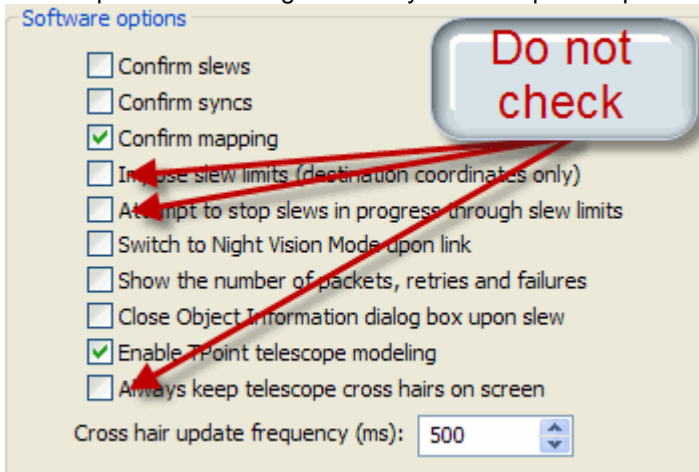 Software options
Do not
check
Confirm slews
Confirm syncs
Confirm mapping
Impose slew limits (destination coordinates only)
Attempt to stop slews in progress through slew limits
Switch to Night Vision Mode upon link
Show the number of packets, retries and failures
Close Object Information dialog box upon slew
Enable TPoint telescope modeling
Always keep telescope cross hairs on screen
Cross hair update frequency (ms): 500